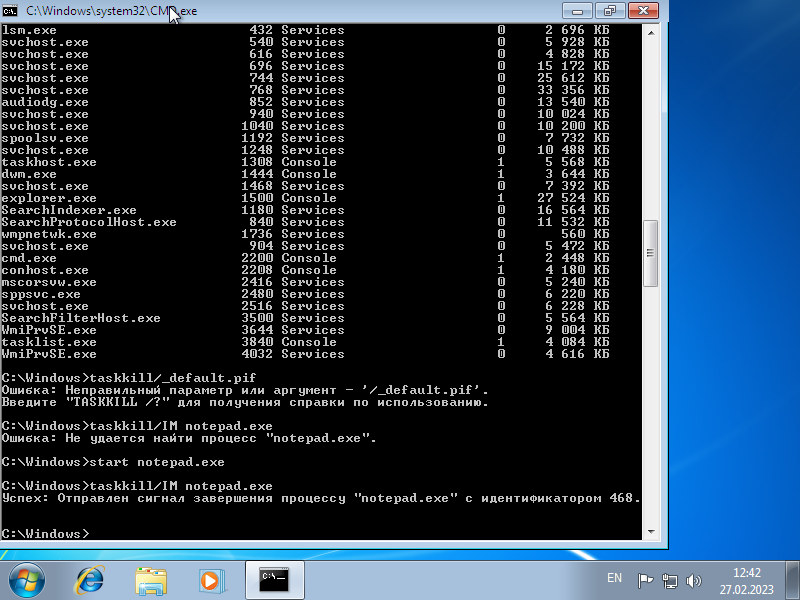 C:\Windows\system32\CMD.exe
lsm.exe 432 Services 0 2 696 КБ
svchost.exe 540 Services 0 5 928 КБ
svchost.exe 616 Services 0 4 828 КБ
svchost.exe 696 Services 0 15 172 КБ
svchost.exe 744 Services 0 25 612 КБ
svchost.exe 768 Services 0 33 356 КБ
audiodg.exe 852 Services 0 13 540 КБ
svchost.exe 940 Services 0 10 024 КБ
svchost.exe 1040 Services 0 10 200 КБ
spoolsv.exe 1192 Services 0 7 732 КБ
svchost.exe 1248 Services 0 10 488 КБ
taskhost.exe 1308 Console 1 5 568 КБ
dwm.exe 1444 Console 1 3 644 КБ
svchost.exe 1468 Services 0 7 392 КБ
explorer.exe 1500 Console 1 27 524 КБ
SearchIndexer.exe 1180 Services 0 16 564 КБ
SearchProtocolHost.exe 840 Services 0 11 532 КБ
wmpnetwk.exe 1736 Services 0 560 КБ
svchost.exe 904 Services 0 5 472 КБ
cmd.exe 2200 Console 1 2 448 КБ
conhost.exe 2208 Console 1 4 180 КБ
mscorsvw.exe 2416 Services 0 5 240 КБ
sppsvc.exe 2480 Services 0 6 220 КБ
svchost.exe 2516 Services 0 6 228 КБ
SearchFilterHost.exe 3500 Services 0 5 564 КБ
WmiPrvSE.exe 3644 Services 0 9 004 КБ
tasklist.exe 3840 Console 1 4 084 КБ
WmiPrvSE.exe 4032 Services 0 4 616 КБ
C:\Windows>taskkill/_default.pif
Ошибка: Неправильный параметр или аргумент - '/_default.pif'.
Введите "TASKKILL /?" для получения справки по использованию.
C:\Windows>taskkill/IM notepad.exe
Ошибка: Не удается найти процесс "notepad.exe".
C:\Windows>start notepad.exe
C:\Windows>taskkill/IM notepad.exe
Успех: Отправлен сигнал завершения процессу "notepad.exe" с идентификатором 468.
C:\Windows>
EN
12:42
27.02.2023